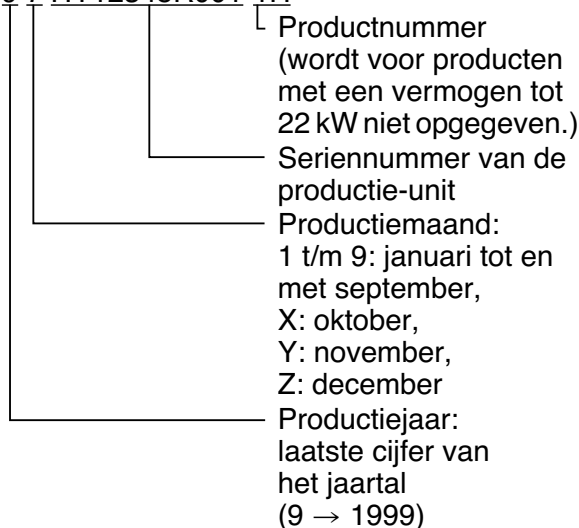 Productnummer
(wordt voor producten
met een vermogen tot
22 kW niet opgegeven.)
Seriennummer van de
productie-unit
Productiemaand:
1 t/m 9: januari tot en
met september,
X: oktober,
Y: november,
Z: december
Productiejaar:
laatste cijfer van
het jaartal
(9 → 1999)